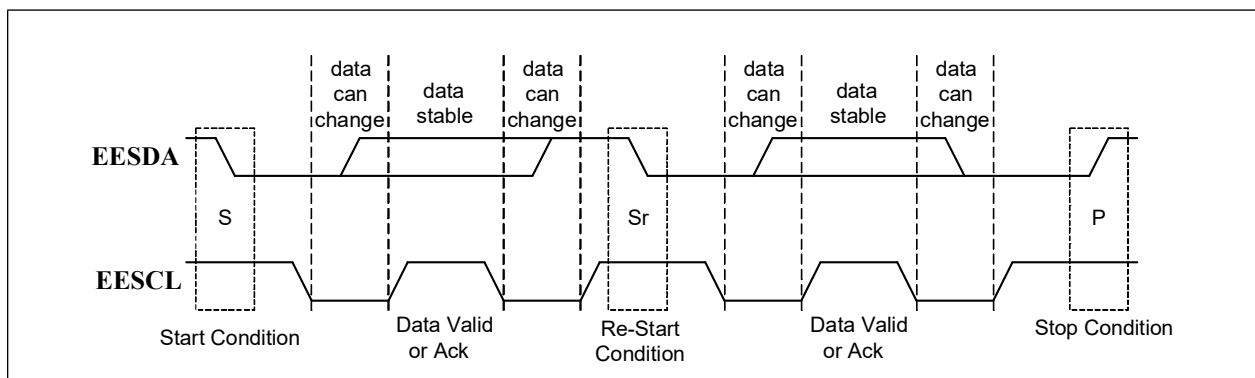 data
can
change
data
stable
data
can
change
data
can
change
data
stable
data
can
change
EESDA
S
Sr
P
EESCL
Start Condition
Data Valid
or Ack
Re-Start
Condition
Data Valid
or Ack
Stop Condition